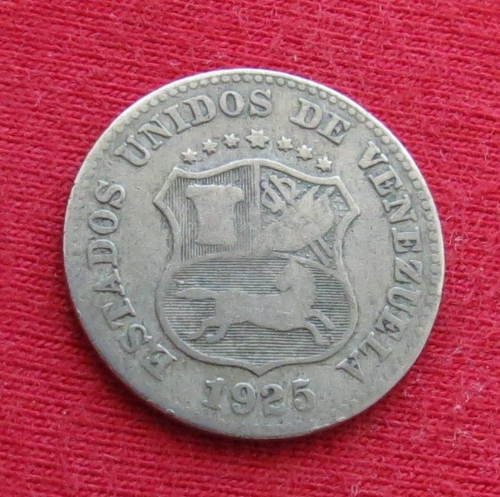 ESTADOS UNIDOS DE VENEZUELA
1925